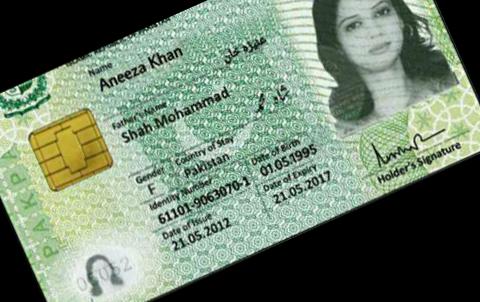 Name
Aneeza Khan
عنیزہ خان
Father's Name
Shah Mohammad
شاہ محمد
Gender Country of Stay
F Pakistan
Identity Number Date of Birth
61101-9063070-1 01.05.1995
Date of Issue Date of Expiry
21.05.2012 21.05.2017
Holder's Signature
PAKPA